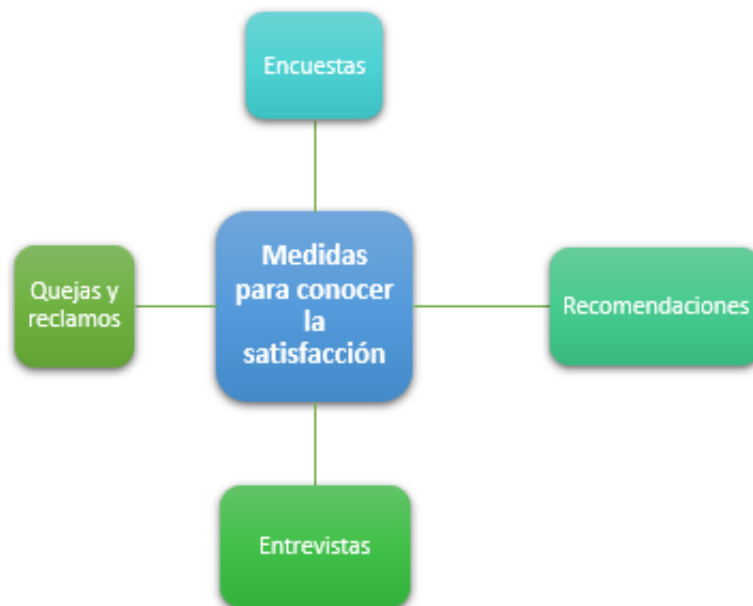 Encuestas
Quejas y
reclamos
Medidas
para conocer
la
satisfacción
Recomendaciones
Entrevistas